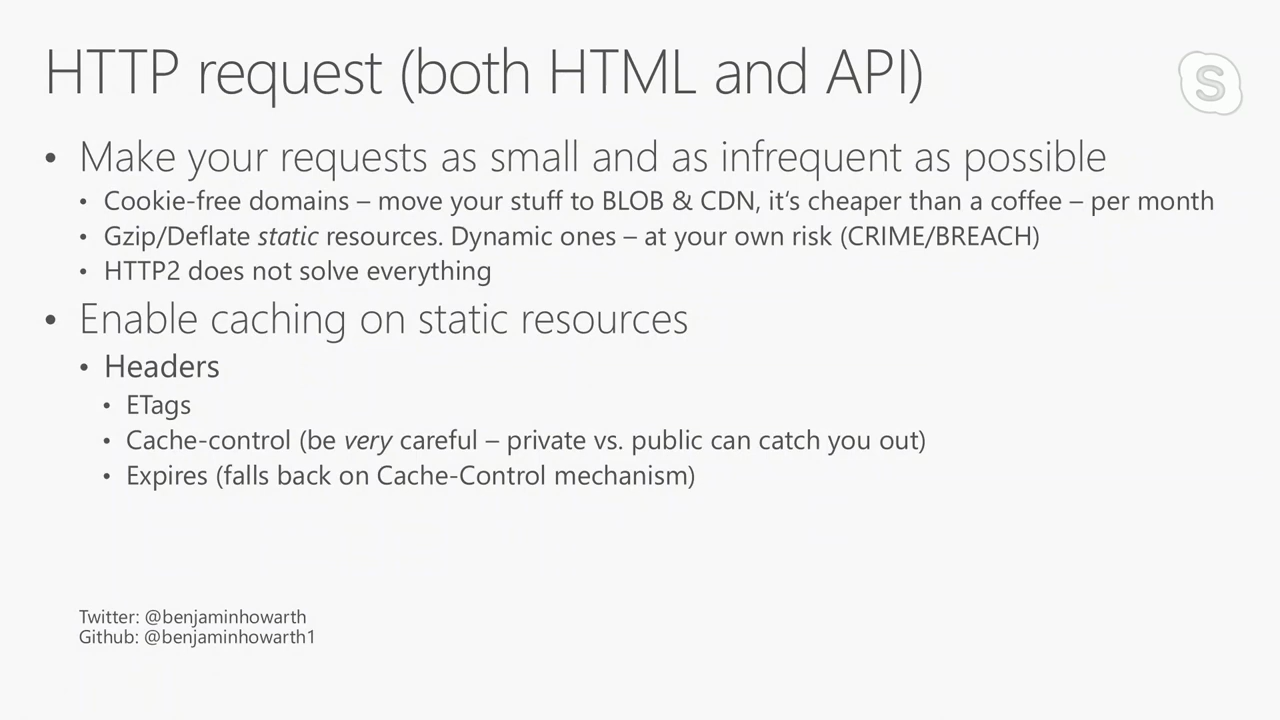 HTTP request (both HTML and API)
S
• Make your requests as small and as infrequent as possible
• Cookie-free domains – move your stuff to BLOB & CDN, it‘s cheaper than a coffee – per month
• Gzip/Deflate static resources. Dynamic ones – at your own risk (CRIME/BREACH)
• HTTP2 does not solve everything
• Enable caching on static resources
• Headers
• ETags
• Cache-control (be very careful – private vs. public can catch you out)
• Expires (falls back on Cache-Control mechanism)
Twitter: @benjaminhowarth
Github: @benjaminhowarth1